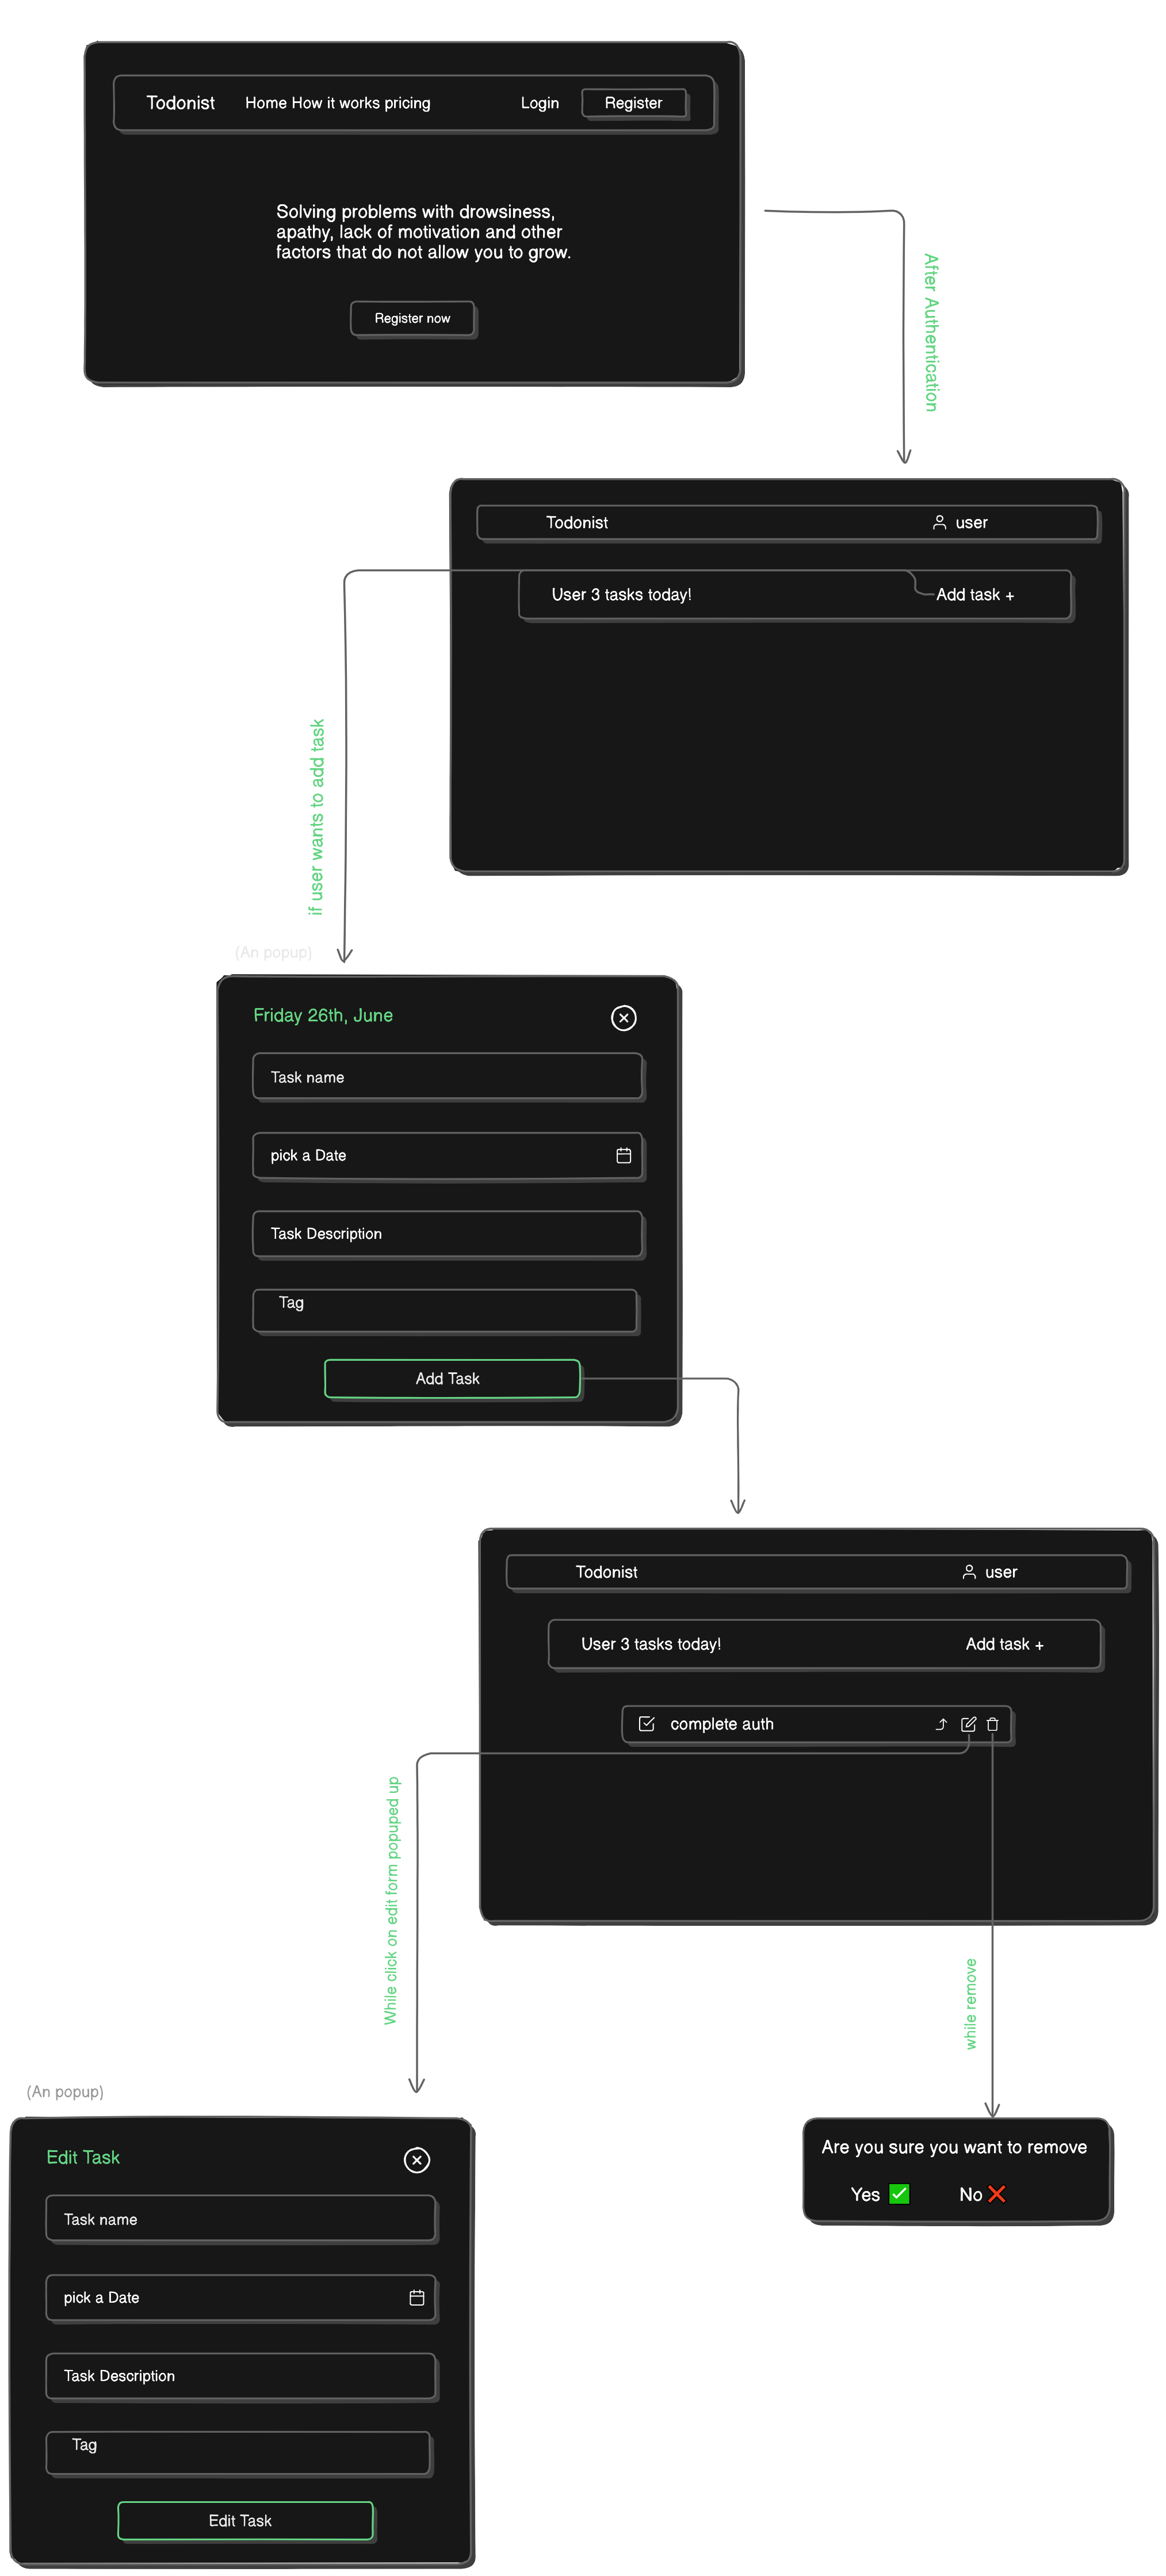 Todonist
Home How it works pricing
Login
Register
Solving problems with drowsiness,
apathy, lack of motivation and other
factors that do not allow you to grow.
Register now
After Authentication
Todonist
user
User 3 tasks today!
Add task +
if user wants to add task
(An popup)
Friday 26th, June
Task name
pick a Date
Task Description
Tag
Add Task
Todonist
user
User 3 tasks today!
Add task +
complete auth
While click on edit form popuped up
while remove
(An popup)
Edit Task
Task name
pick a Date
Task Description
Tag
Edit Task
Are you sure you want to remove
Yes ✅
No ❌